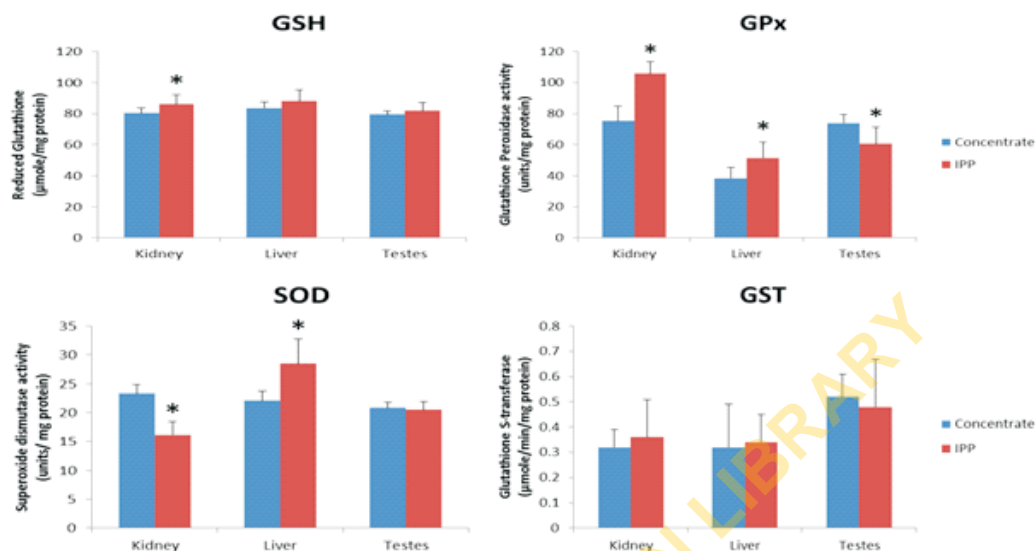 GSH
Reduced Glutathione
(µmole/mg protein)
120
100
80
60
40
20
0
*
Kidney
Liver
Testes
GPx
Glutathione Peroxidase activity
(units/mg protein)
120
100
80
60
40
20
0
*
*
*
Kidney
Liver
Testes
Concentrate
IPP
SOD
Superoxide dismutase activity
(units/ mg protein)
35
30
25
20
15
10
5
0
*
*
Kidney
Liver
Testes
GST
Glutathione S-transferase
(µmole/min/mg protein)
0.8
0.7
0.6
0.5
0.4
0.3
0.2
0.1
0
Kidney
Liver
Testes
Concentrate
IPP
LIBRARY